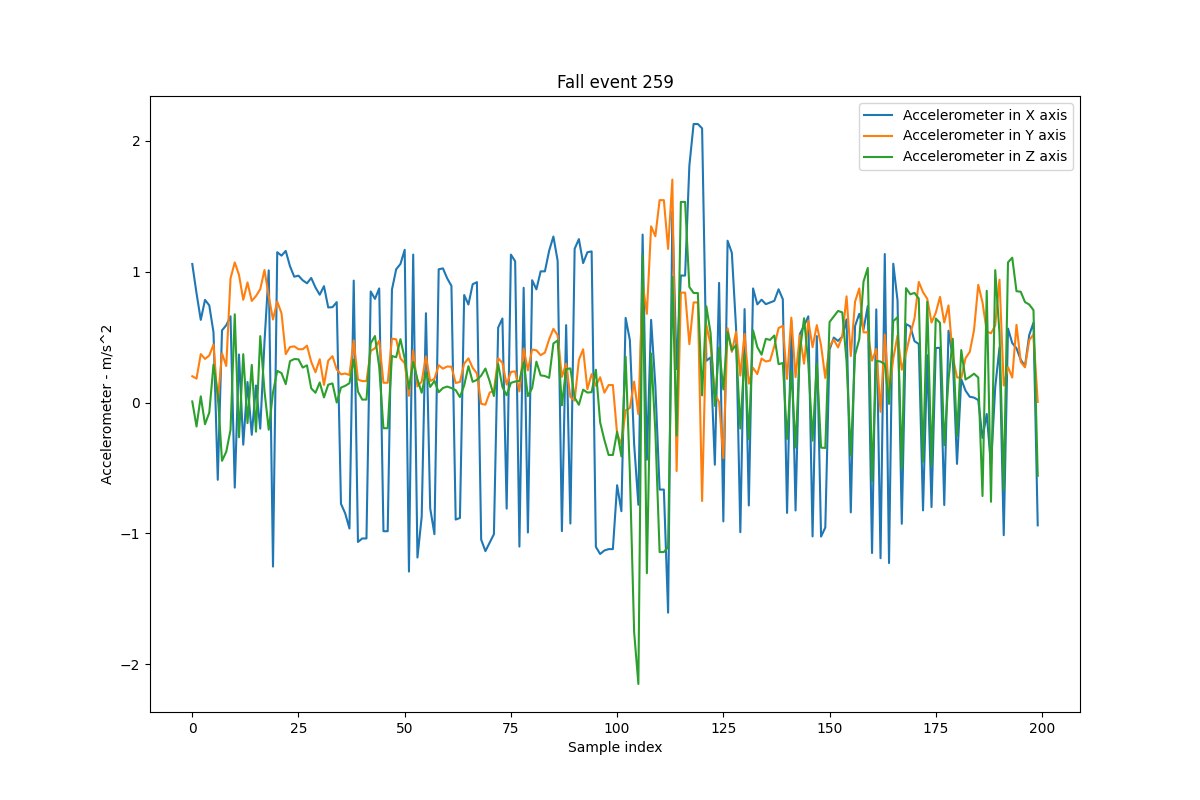 Fall event 259
Accelerometer in X axis
Accelerometer in Y axis
Accelerometer in Z axis
Accelerometer - m/s^2
2
1
0
−1
−2
0 25 50 75 100 125 150 175 200
Sample index